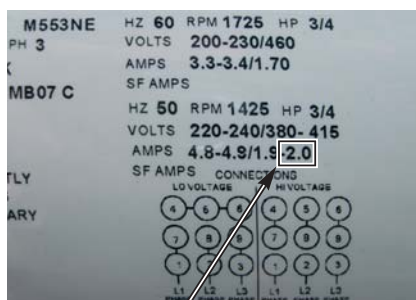 M553NE HZ 60 RPM 1725 HP 3/4
PH 3 VOLTS 200-230/460
AMPS 3.3-3.4/1.70
MB07 C SF AMPS
HZ 50 RPM 1425 HP 3/4
VOLTS 220-240/380-415
AMPS 4.8-4.9/1.9-2.0
TLY SF AMPS CONNECTIONS
LO VOLTAGE HI VOLTAGE
ARY 4 5 6 4 5 6
7 8 9 7 8 9
1 2 3 1 2 3
L1 L2 L3 L1 L2 L3